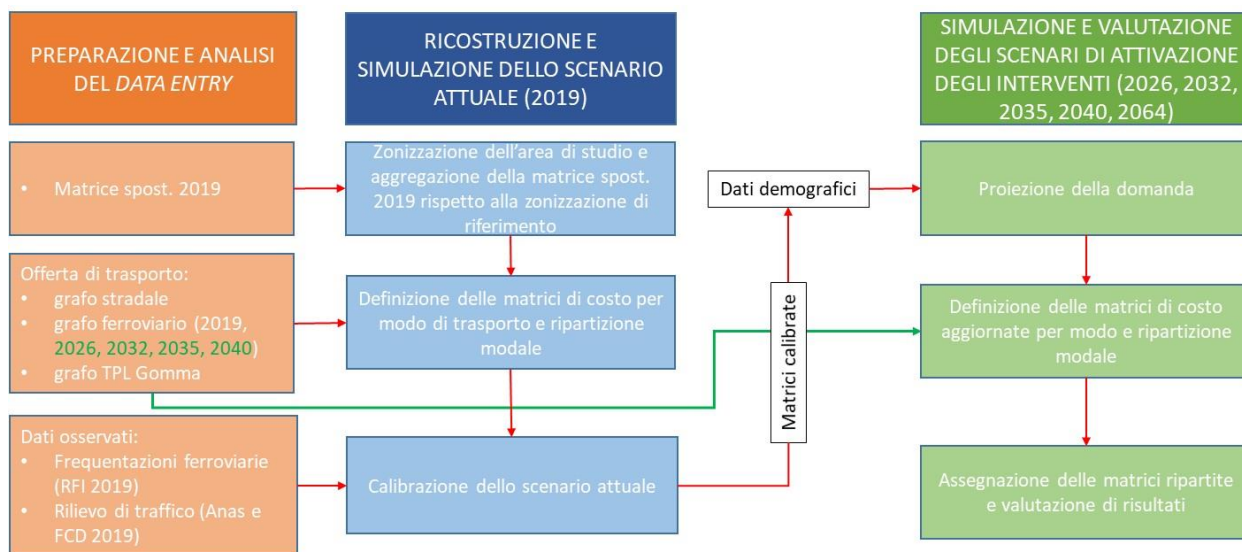 PREPARAZIONE E ANALISI
DEL DATA ENTRY
• Matrice spost. 2019
Offerta di trasporto:
• grafo stradale
• grafo ferroviario (2019,
2026, 2032, 2035, 2040)
• grafo TPL Gomma
Dati osservati:
• Frequentazioni ferroviarie
(RFI 2019)
• Rilievo di traffico (Anas e
FCD 2019)
RICOSTRUZIONE E
SIMULAZIONE DELLO SCENARIO
ATTUALE (2019)
Zonizzazione dell'area di studio e
aggregazione della matrice spost.
2019 rispetto alla zonizzazione di
riferimento
Definizione delle matrici di costo per
modo di trasporto e ripartizione
modale
Calibrazione dello scenario attuale
Matrici calibrate
Dati demografici
SIMULAZIONE E VALUTAZIONE
DEGLI SCENARI DI ATTIVAZIONE
DEGLI INTERVENTI (2026, 2032,
2035, 2040, 2064)
Proiezione della domanda
Definizione delle matrici di costo
aggiornate per modo e ripartizione
modale
Assegnazione delle matrici ripartite
e valutazione di risultati